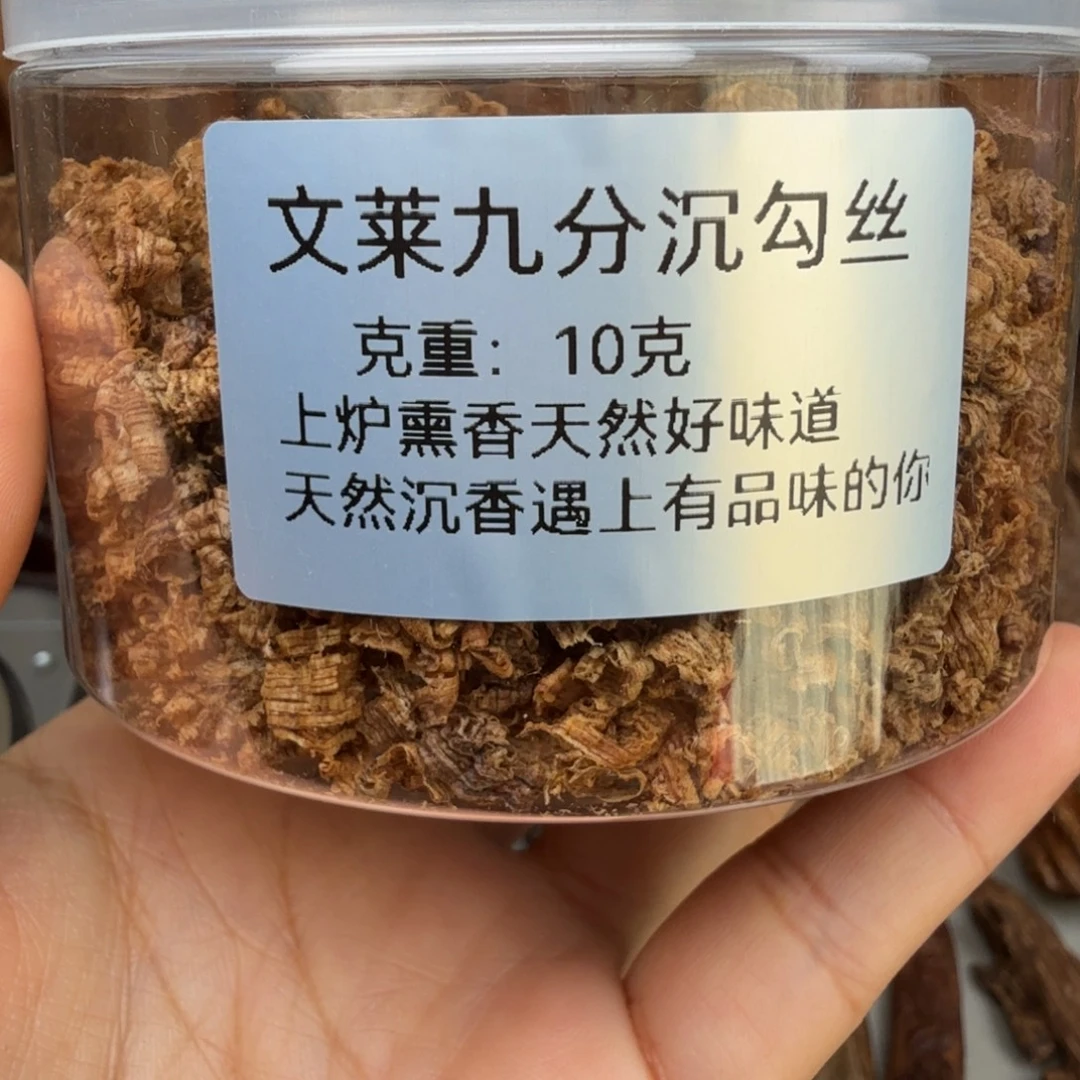 文莱九分沉勾丝
克重：10克
上炉熏香天然好味道
天然沉香遇上有品味的你